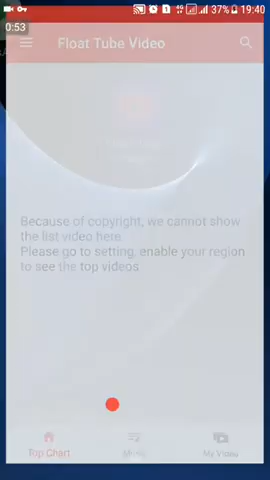 37% 19:40
0:53
Float Tube Video
Because of copyright, we cannot show
the list video here.
Please go to setting, enable your region
to see the top videos
Top Chart
Music
My Video